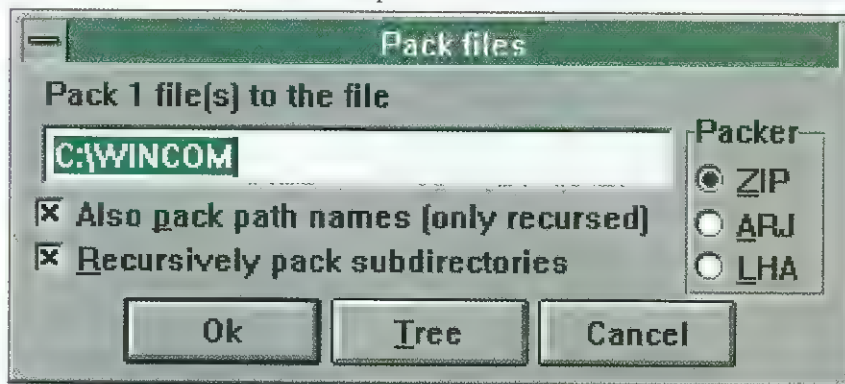 Pack files
Pack 1 file(s) to the file
C:\WINCOM
Also pack path names (only recursed)
Recursively pack subdirectories
Packer
ZIP
ARJ
LHA
Ok
Tree
Cancel